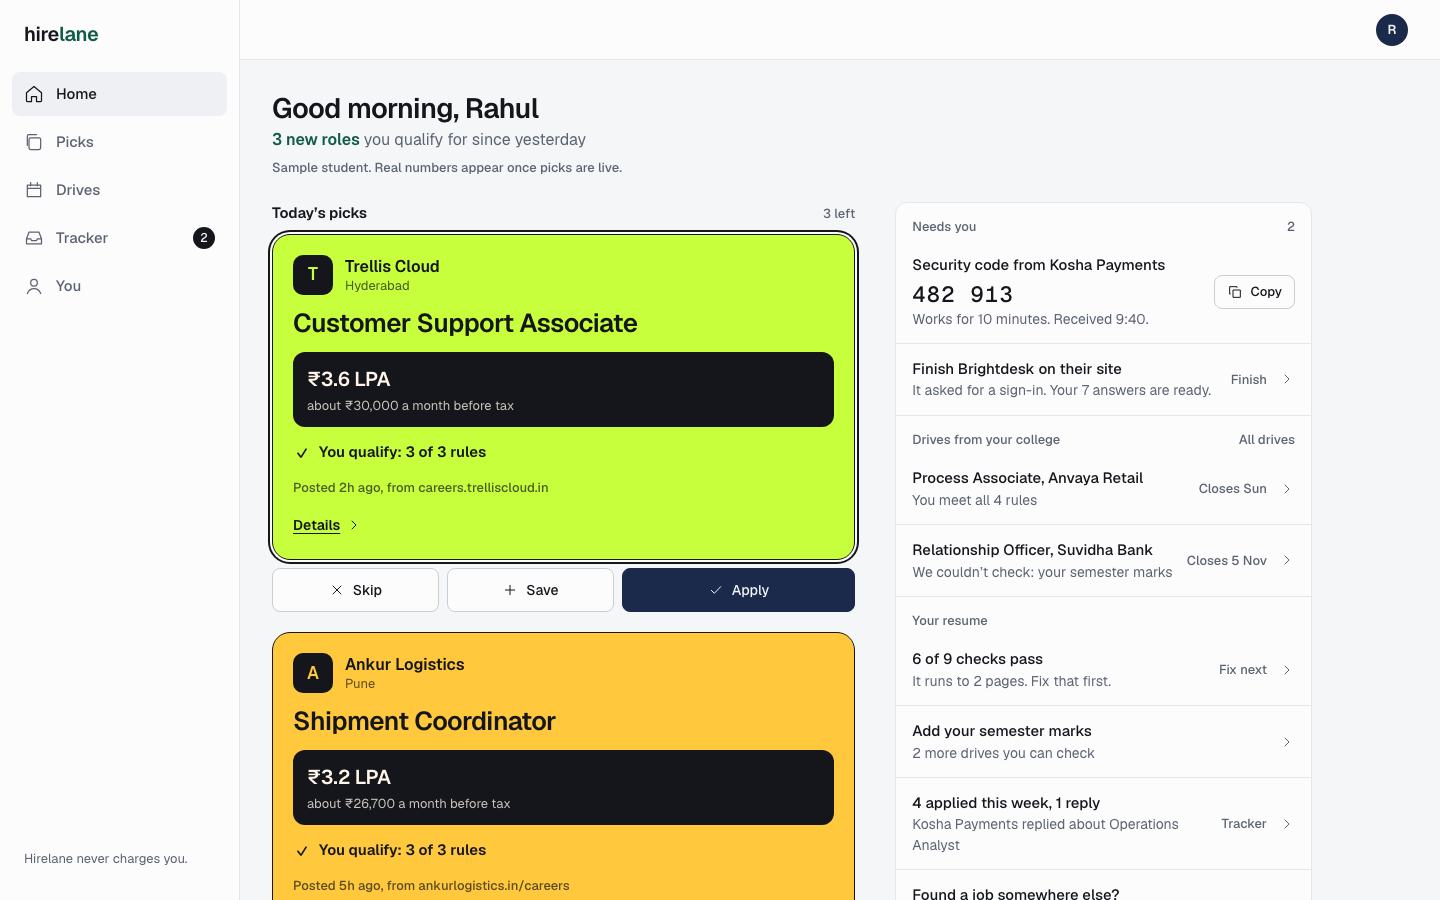 hirelane
R
Home
Picks
Drives
Tracker
2
You
Hirelane never charges you.
Good morning, Rahul
3 new roles you qualify for since yesterday
Sample student. Real numbers appear once picks are live.
Today’s picks
3 left
T
Trellis Cloud
Hyderabad
Customer Support Associate
₹3.6 LPA
about ₹30,000 a month before tax
You qualify: 3 of 3 rules
Posted 2h ago, from careers.trelliscloud.in
Details
Skip
Save
Apply
A
Ankur Logistics
Pune
Shipment Coordinator
₹3.2 LPA
about ₹26,700 a month before tax
You qualify: 3 of 3 rules
Posted 5h ago, from ankurlogistics.in/careers
Needs you
2
Security code from Kosha Payments
482 913
Copy
Works for 10 minutes. Received 9:40.
Finish Brightdesk on their site
It asked for a sign-in. Your 7 answers are ready.
Finish
Drives from your college
All drives
Process Associate, Anvaya Retail
You meet all 4 rules
Closes Sun
Relationship Officer, Suvidha Bank
We couldn’t check: your semester marks
Closes 5 Nov
Your resume
6 of 9 checks pass
It runs to 2 pages. Fix that first.
Fix next
Add your semester marks
2 more drives you can check
4 applied this week, 1 reply
Kosha Payments replied about Operations
Analyst
Tracker
Found a job somewhere else?